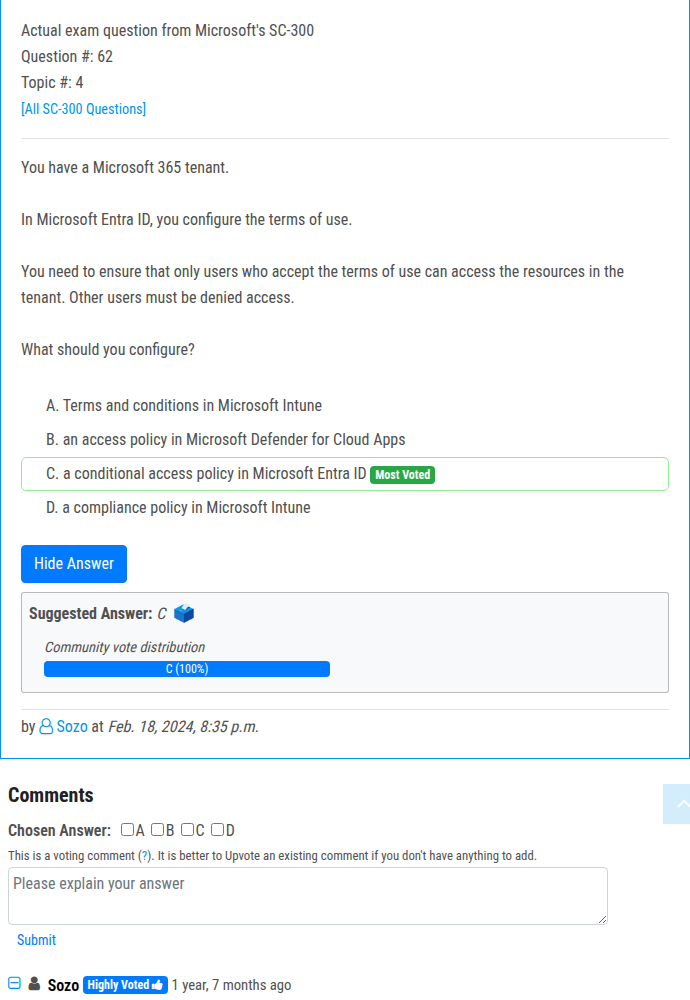 Actual exam question from Microsoft's SC-300
Question #: 62
Topic #: 4
[All SC-300 Questions]
You have a Microsoft 365 tenant.
In Microsoft Entra ID, you configure the terms of use.
You need to ensure that only users who accept the terms of use can access the resources in the
tenant. Other users must be denied access.
What should you configure?
A. Terms and conditions in Microsoft Intune
B. an access policy in Microsoft Defender for Cloud Apps
C. a conditional access policy in Microsoft Entra ID Most Voted
D. a compliance policy in Microsoft Intune
Hide Answer
Suggested Answer: C
Community vote distribution
C (100%)
by Sozo at Feb. 18, 2024, 8:35 p.m.
Comments
Chosen Answer: A B C D
This is a voting comment (?). It is better to Upvote an existing comment if you don't have anything to add.
Please explain your answer
Submit
Sozo Highly Voted 1 year, 7 months ago